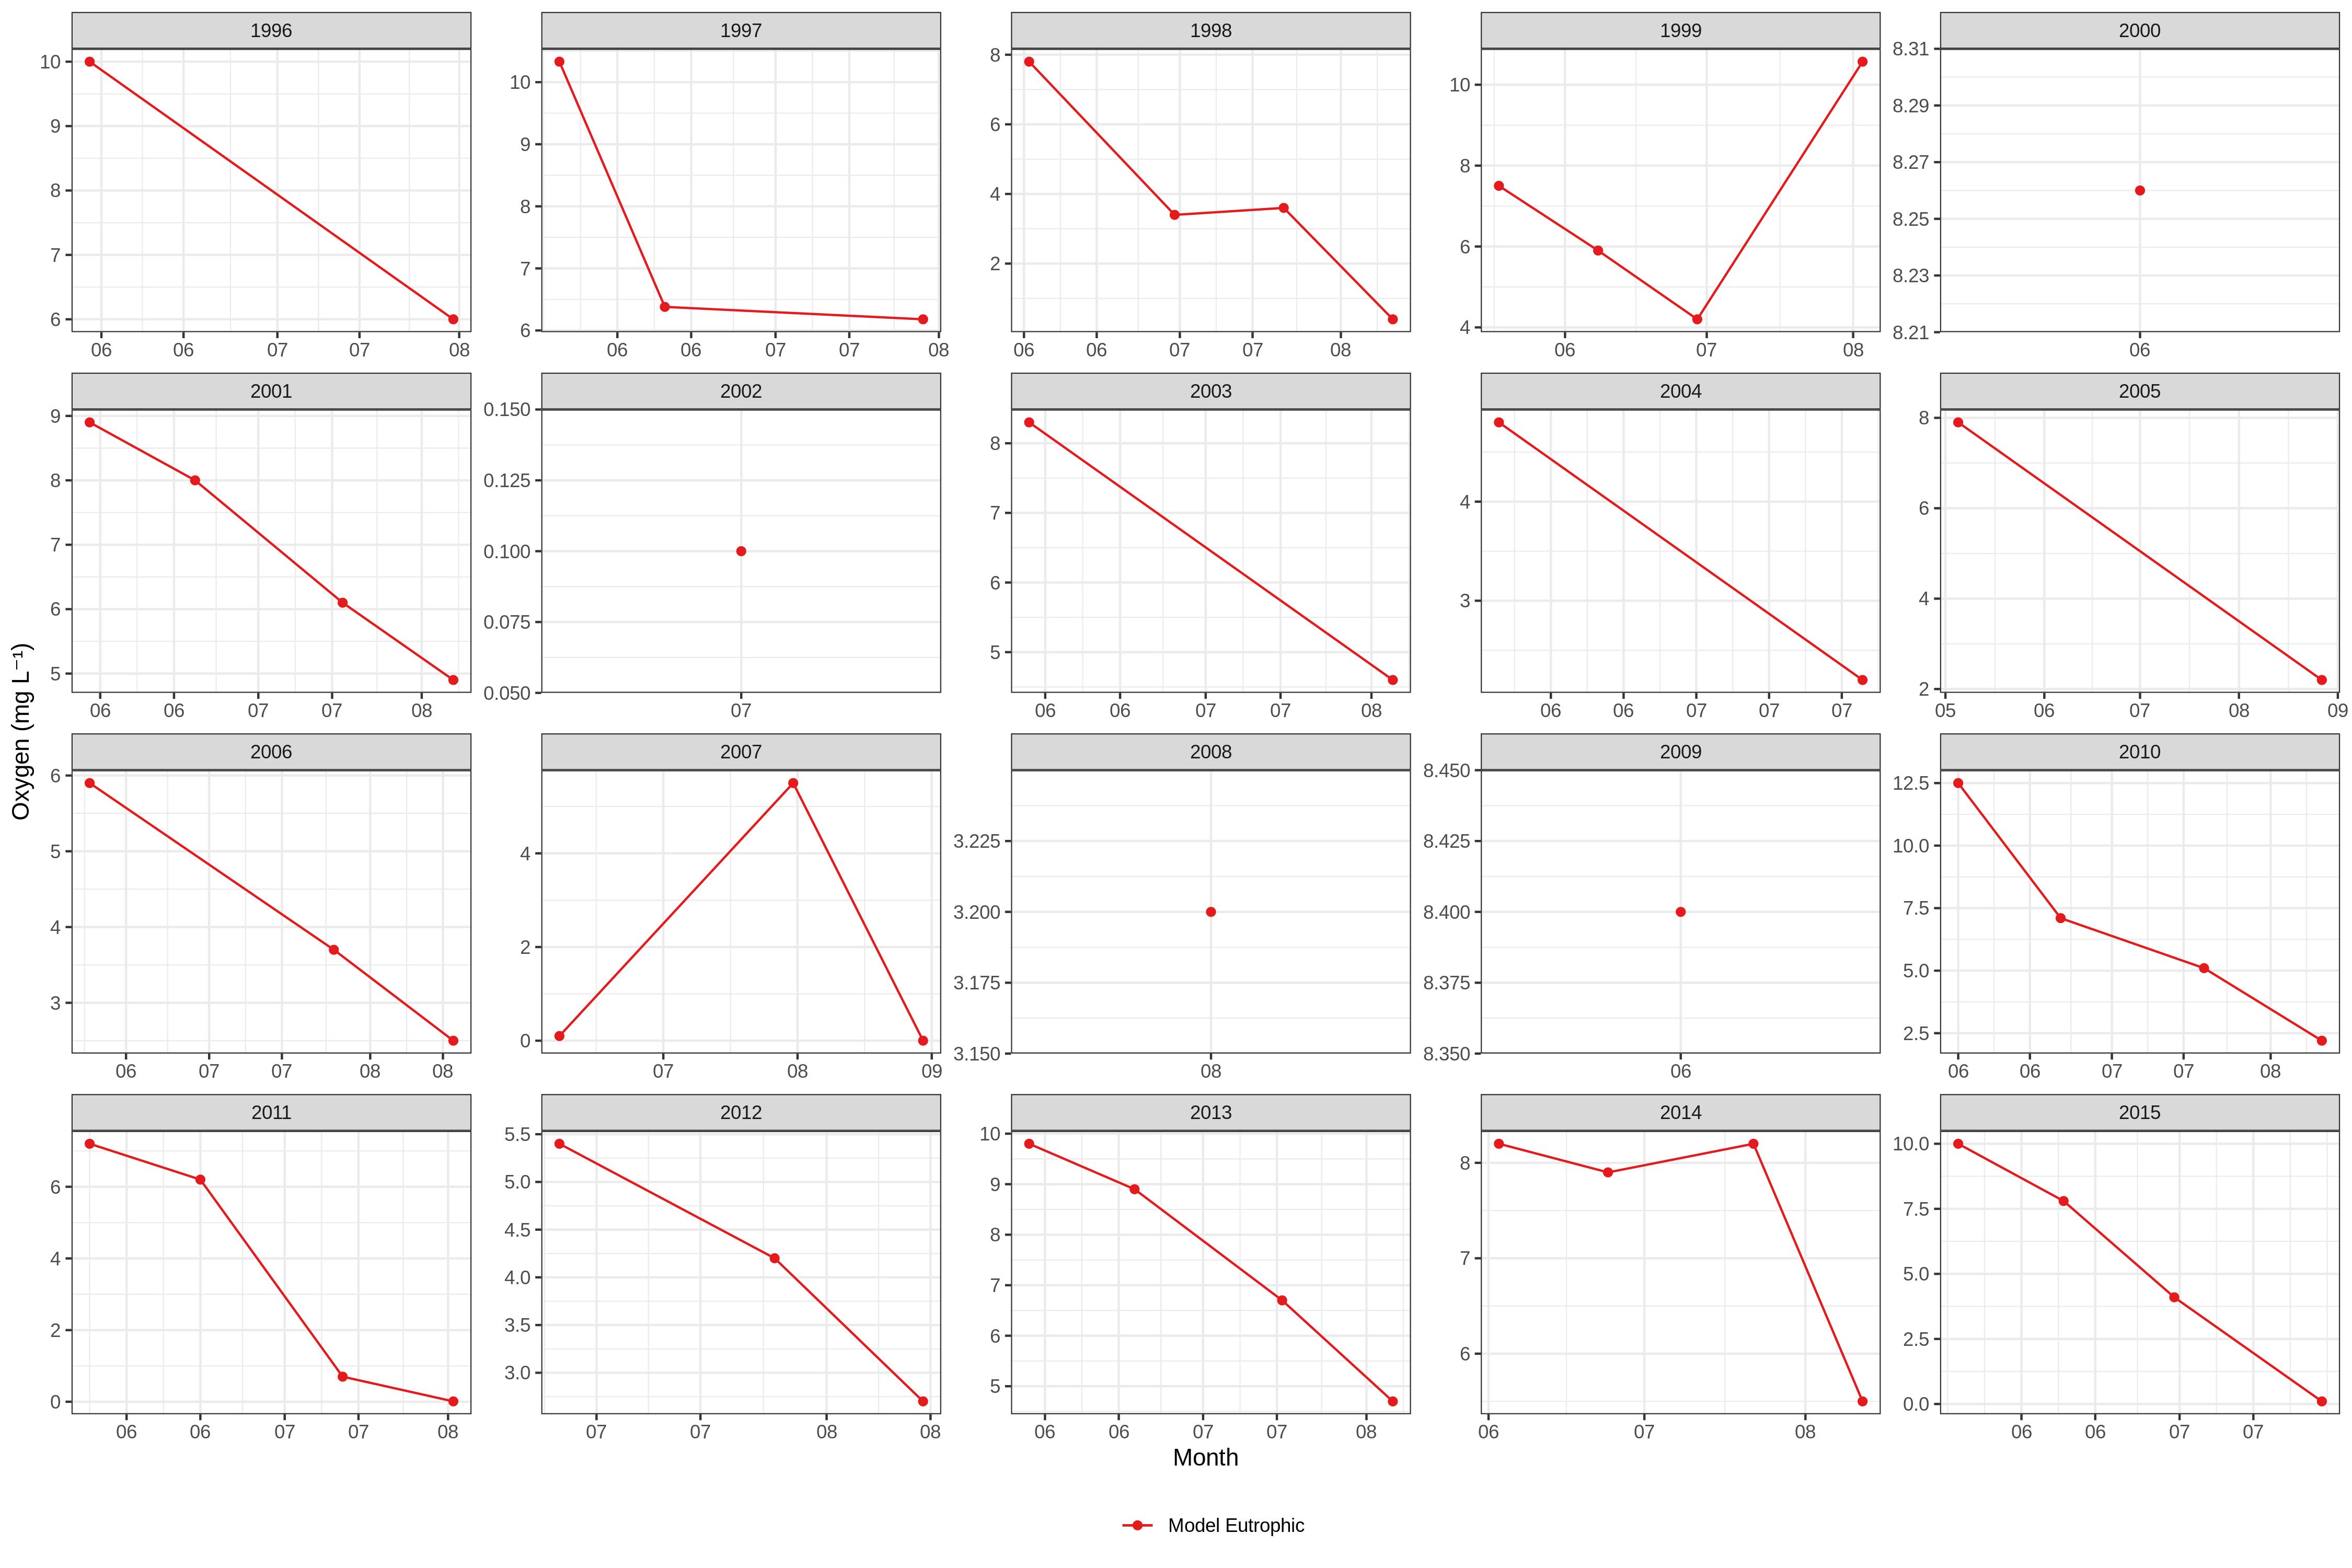 1996 1997 1998 1999 2000
10 9 8 7 6
10 9 8 7 6
8 6 4 2
10 8 6 4
8.31 8.29 8.27 8.25 8.23 8.21
06 06 07 07 08
06 06 07 07 08
06 06 07 07 08
06 07 08
06
2001 2002 2003 2004 2005
9 8 7 6 5
0.150 0.125 0.100 0.075 0.050
8 7 6 5
4 3
8 6 4 2
06 06 07 07 08
07
06 06 07 07 08
06 06 07 07 07
05 06 07 08 09
Oxygen (mg L⁻¹)
2006 2007 2008 2009 2010
6 5 4 3
4 2 0
3.225 3.200 3.175 3.150
8.450 8.425 8.400 8.375 8.350
12.5 10.0 7.5 5.0 2.5
06 07 07 08 08
07 08 09
08
06
06 06 07 07 08
2011 2012 2013 2014 2015
6 4 2 0
5.5 5.0 4.5 4.0 3.5 3.0
10 9 8 7 6 5
8 7 6
10.0 7.5 5.0 2.5 0.0
06 06 07 07 08
07 07 08 08
06 06 07 07 08
06 07 08
06 06 07 07
Month
Model Eutrophic